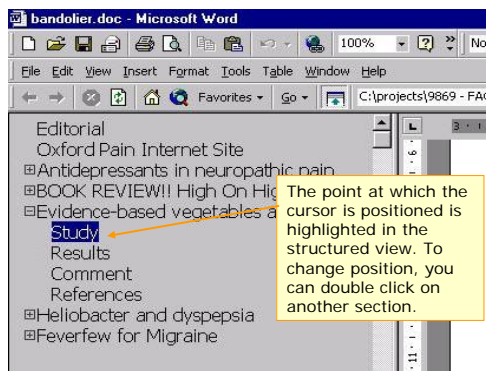 bandolier.doc - Microsoft Word
100% No
File Edit View Insert Format Tools Table Window Help
Favorites Go C:\projects\9869 - FAC
Editorial
Oxford Pain Internet Site
Antidepressants in neuropathic pain
BOOK REVIEW!! High On Hig
Evidence-based vegetables a
Study
Results
Comment
References
Heliobacter and dyspepsia
Feverfew for Migraine
The point at which the
cursor is positioned is
highlighted in the
structured view. To
change position, you
can double click on
another section.
L 3